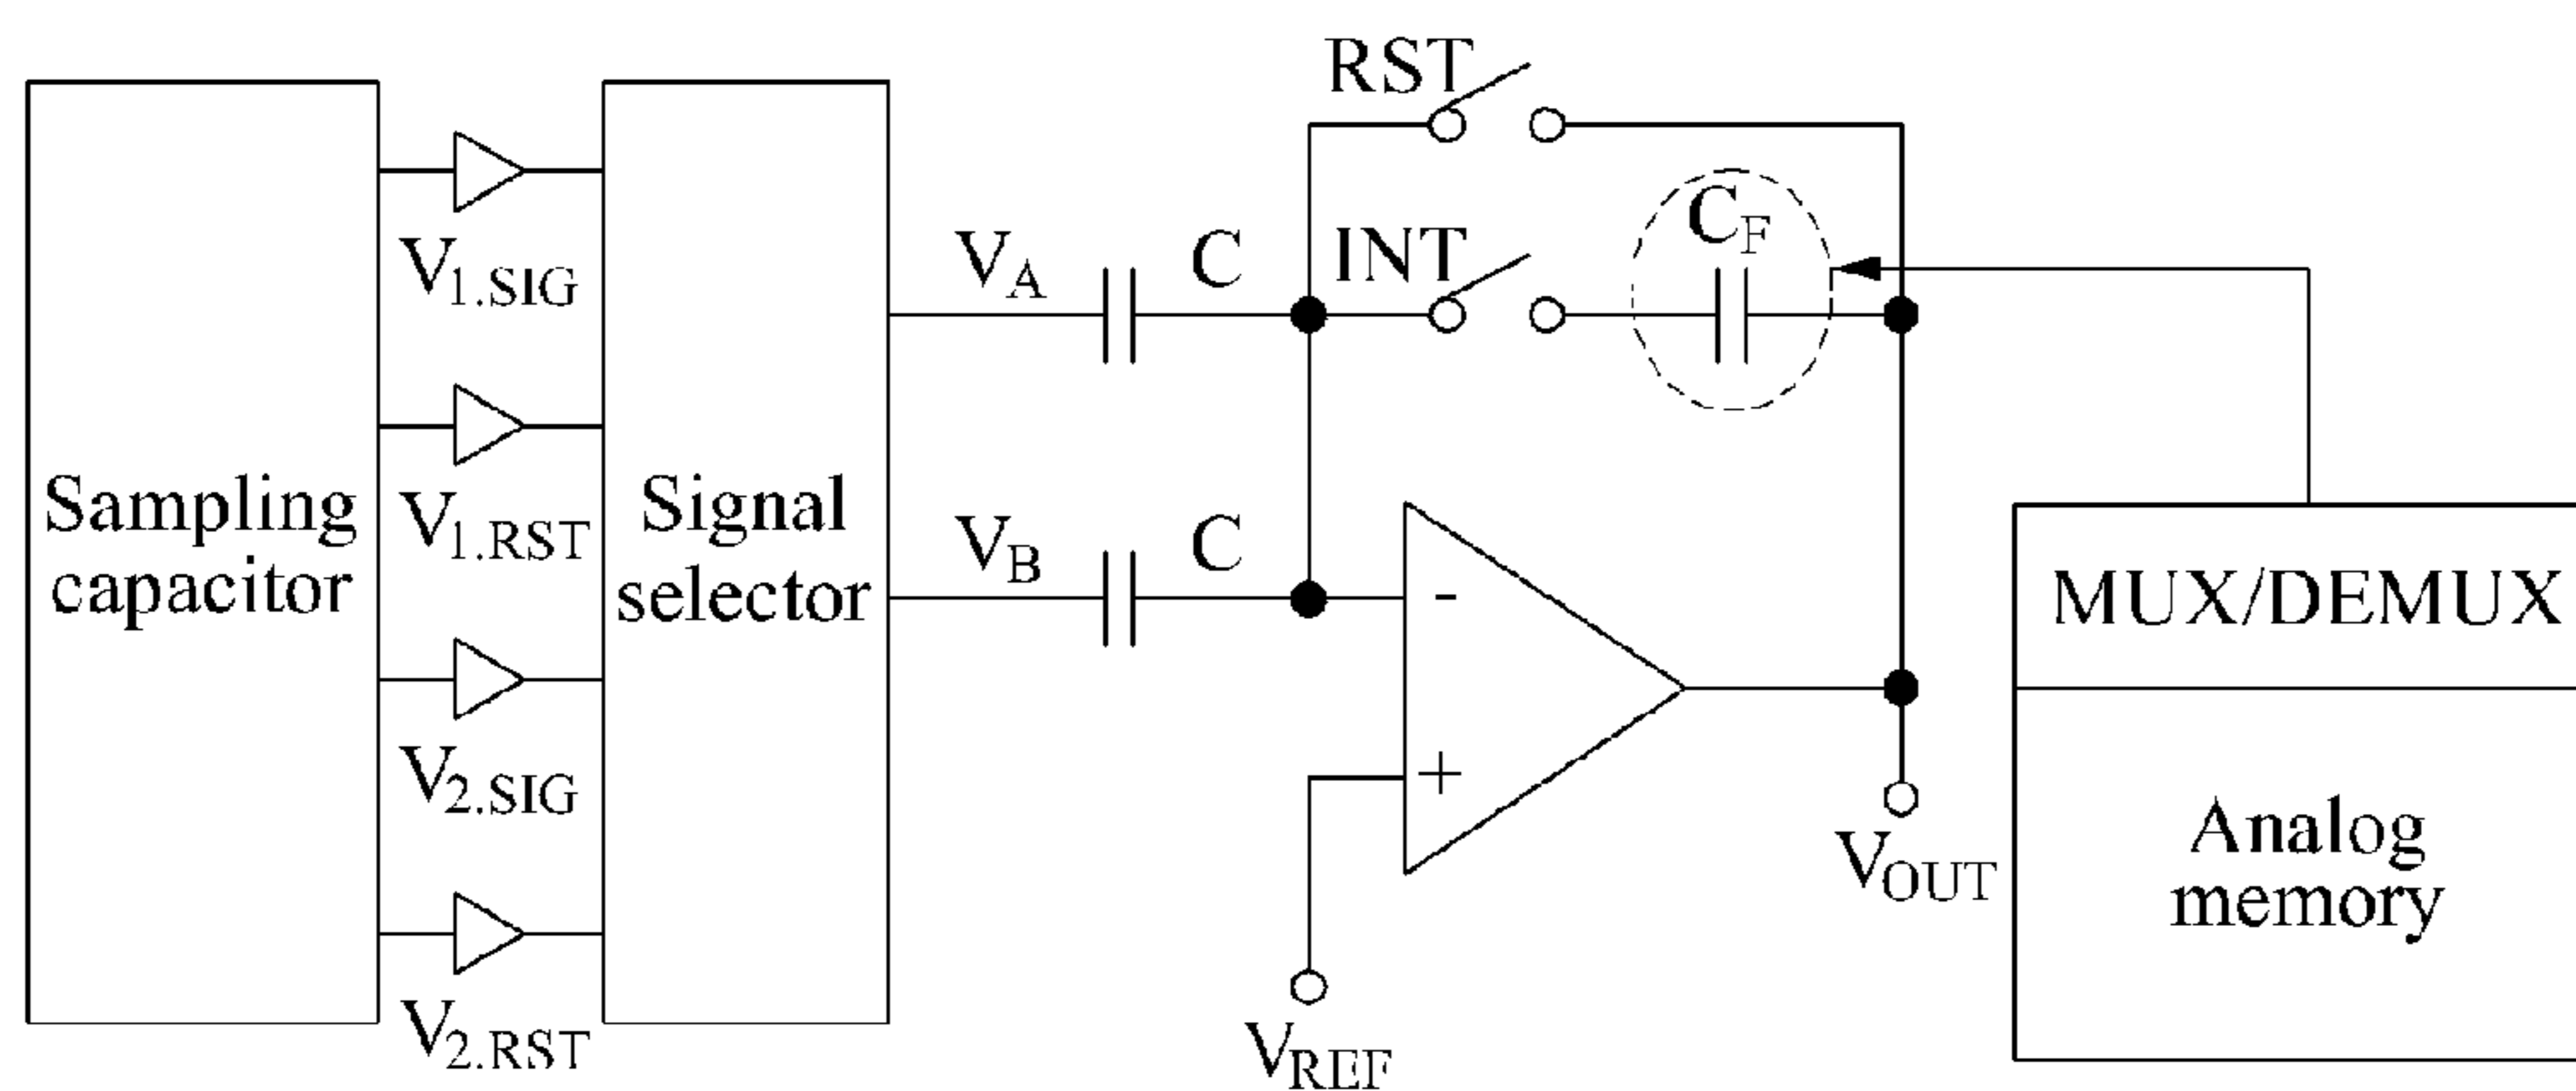 RST
V1.SIG
VA
C
INT
CF
V1.RST
Sampling
capacitor
Signal
selector
VB
C
-
MUX/DEMUX
V2.SIG
+
VOUT
Analog
memory
V2.RST
VREF